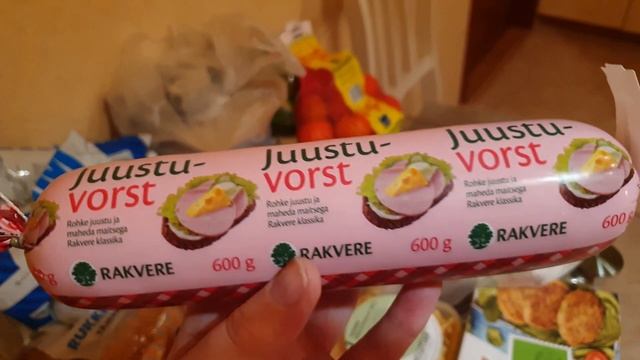 Juustu-
vorst
Rohke juustu ja
maheda maitsega
Rakvere klassika
RAKVERE
600 g
Juustu-
vorst
Rohke juustu ja
maheda maitsega
Rakvere klassika
RAKVERE
600 g
Juustu-
vorst
Rohke juustu ja
maheda maitsega
Rakvere klassika
RAKVERE
600